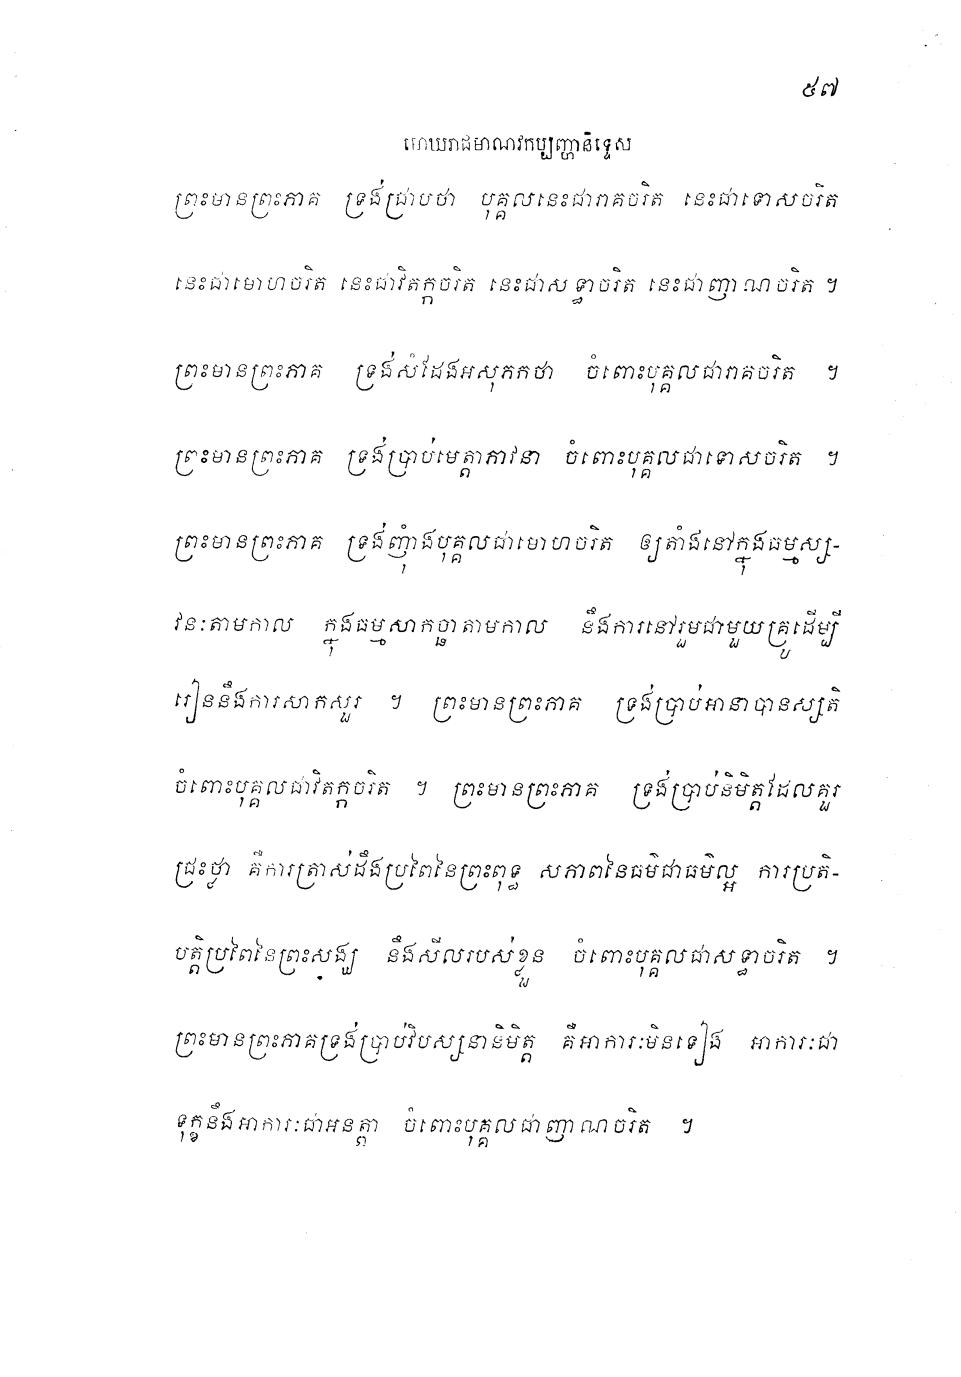 ៥៧
មោឃរាជមាណវកប្បញ្ហានិទ្ទេស
ព្រះមានព្រះភាគ ទ្រង់ជ្រាបថា បុគ្គលនេះជារាគចរិត នេះជាទោសចរិត
នេះជាមោហចរិត នេះជាវិតក្កចរិត នេះជាសទ្ធាចរិត នេះជាញាណចរិត ។
ព្រះមានព្រះភាគ ទ្រង់សំដែងអសុភកថា ចំពោះបុគ្គលជារាគចរិត ។
ព្រះមានព្រះភាគ ទ្រង់ប្រាប់មេត្តាភាវនា ចំពោះបុគ្គលជាទោសចរិត ។
ព្រះមានព្រះភាគ ទ្រង់ញុំាងបុគ្គលជាមោហចរិត ឲ្យតាំងនៅក្នុងធម្មស្ស-
វនៈតាមកាល ក្នុងធម្មសាកច្ឆាតាមកាល នឹងការនៅរួមជាមួយគ្រូដើម្បី
រៀននឹងការសាកសួរ ។ ព្រះមានព្រះភាគ ទ្រង់ប្រាប់អានាបានស្សតិ
ចំពោះបុគ្គលជាវិតក្កចរិត ។ ព្រះមានព្រះភាគ ទ្រង់ប្រាប់និមិត្តដែលគួរ
ជ្រះថ្លា គឺការត្រាស់ដឹងប្រពៃនៃព្រះពុទ្ធ សភាពនៃធម៌ជាធម៌ល្អ ការប្រតិ-
បត្តិប្រពៃនៃព្រះសង្ឃ នឹងសីលរបស់ខ្លួន ចំពោះបុគ្គលជាសទ្ធាចរិត ។
ព្រះមានព្រះភាគទ្រង់ប្រាប់វិបស្សនានិមិត្ត គឺអាការៈមិនទៀង អាការៈជា
ទុក្ខនឹងអាការៈជាអនត្តា ចំពោះបុគ្គលជាញាណចរិត ។